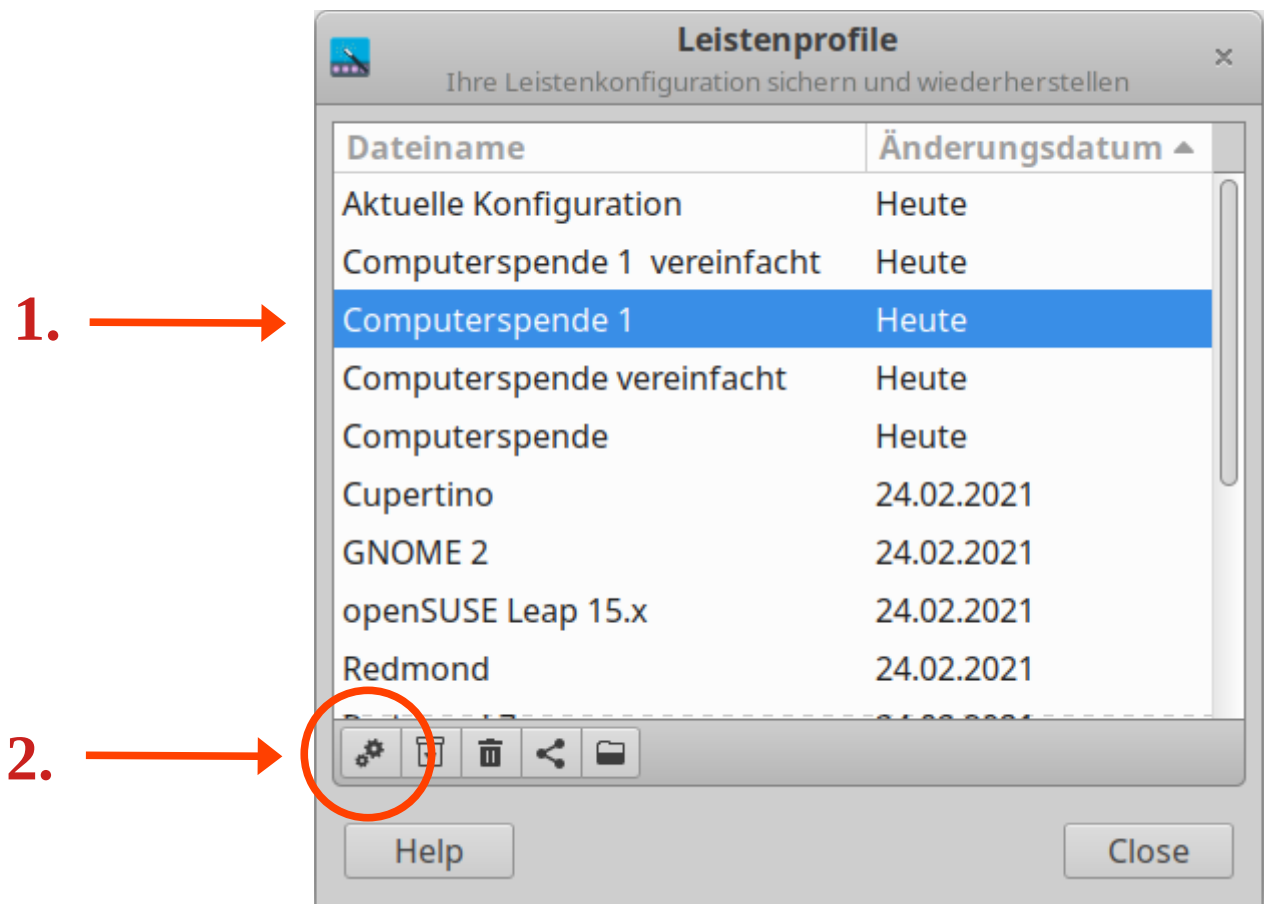 Leistenprofile
Ihre Leistenkonfiguration sichern und wiederherstellen
Dateiname Änderungsdatum
Aktuelle Konfiguration Heute
Computerspende 1  vereinfacht Heute
1. Computerspende 1 Heute
Computerspende vereinfacht Heute
Computerspende Heute
Cupertino 24.02.2021
GNOME 2 24.02.2021
openSUSE Leap 15.x 24.02.2021
Redmond 24.02.2021
2.
Help Close